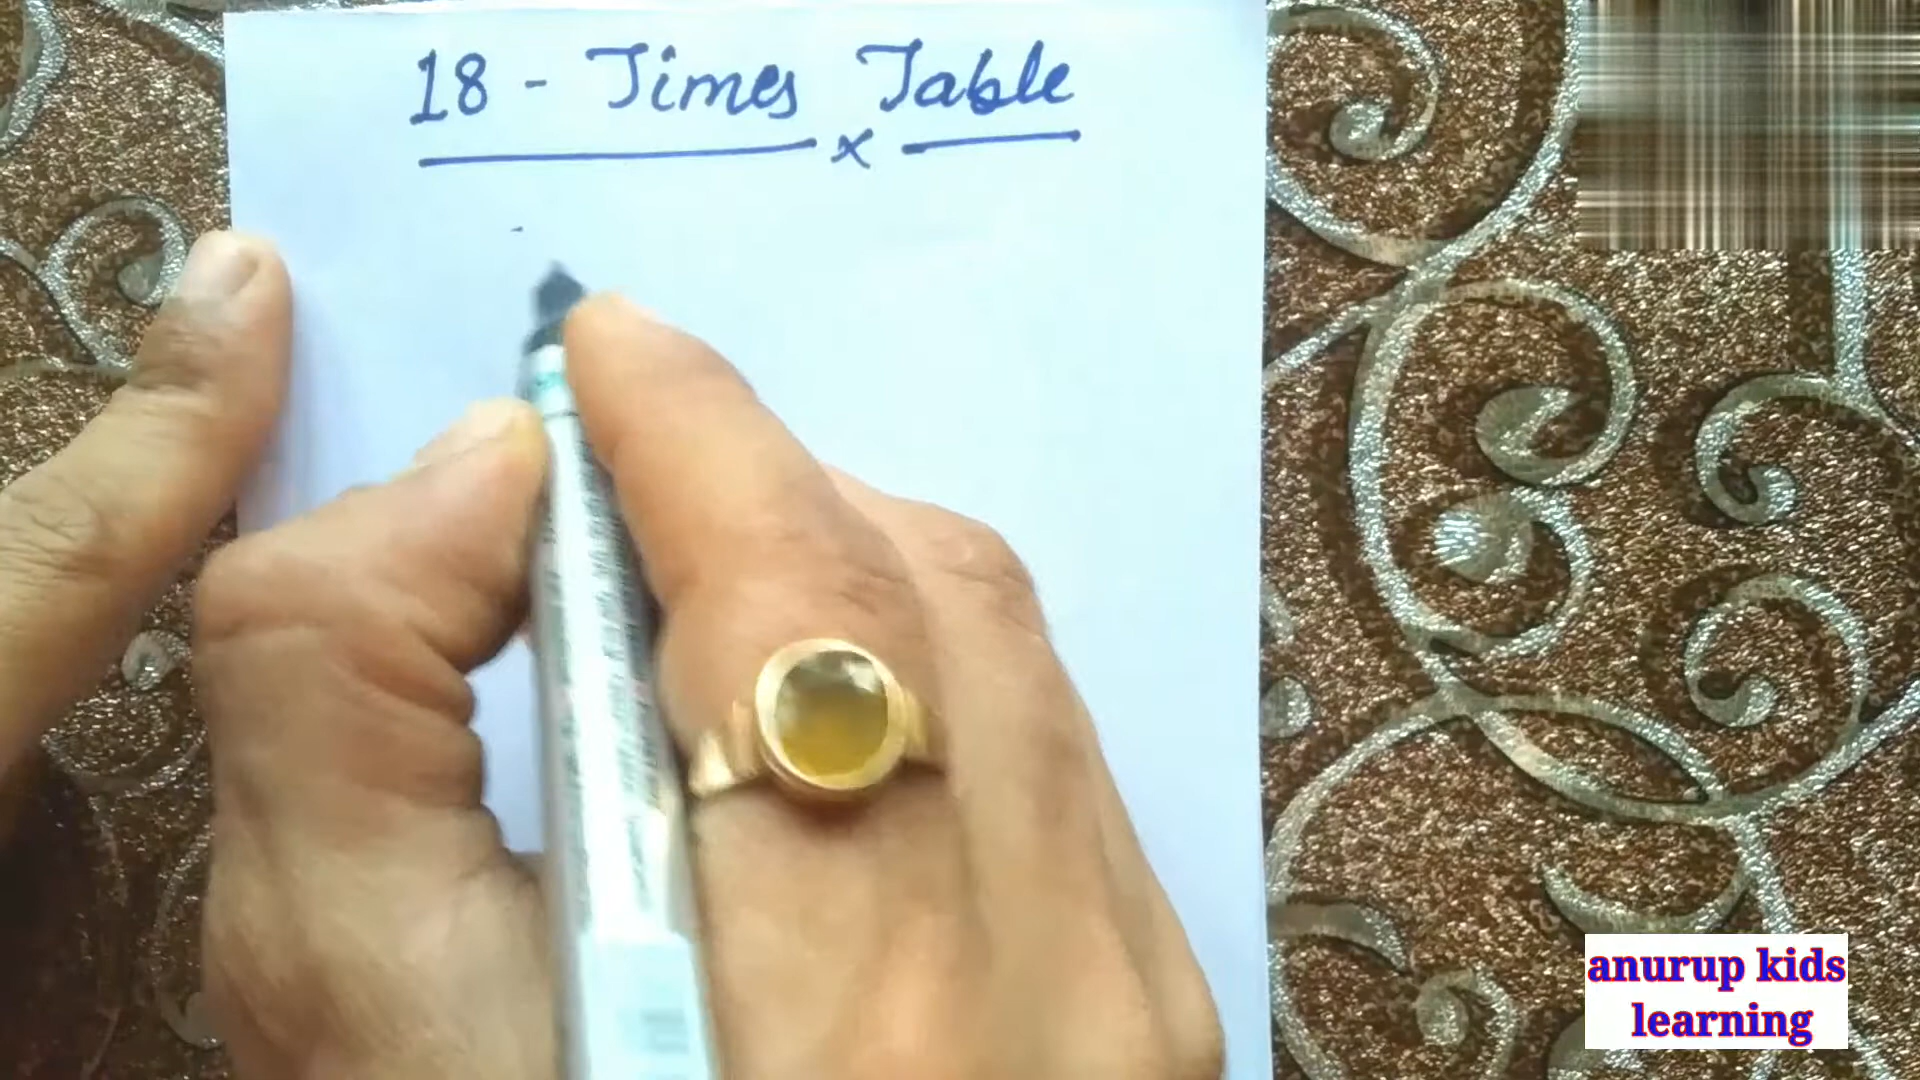 18 - Times Table
x
anurup kids
learning